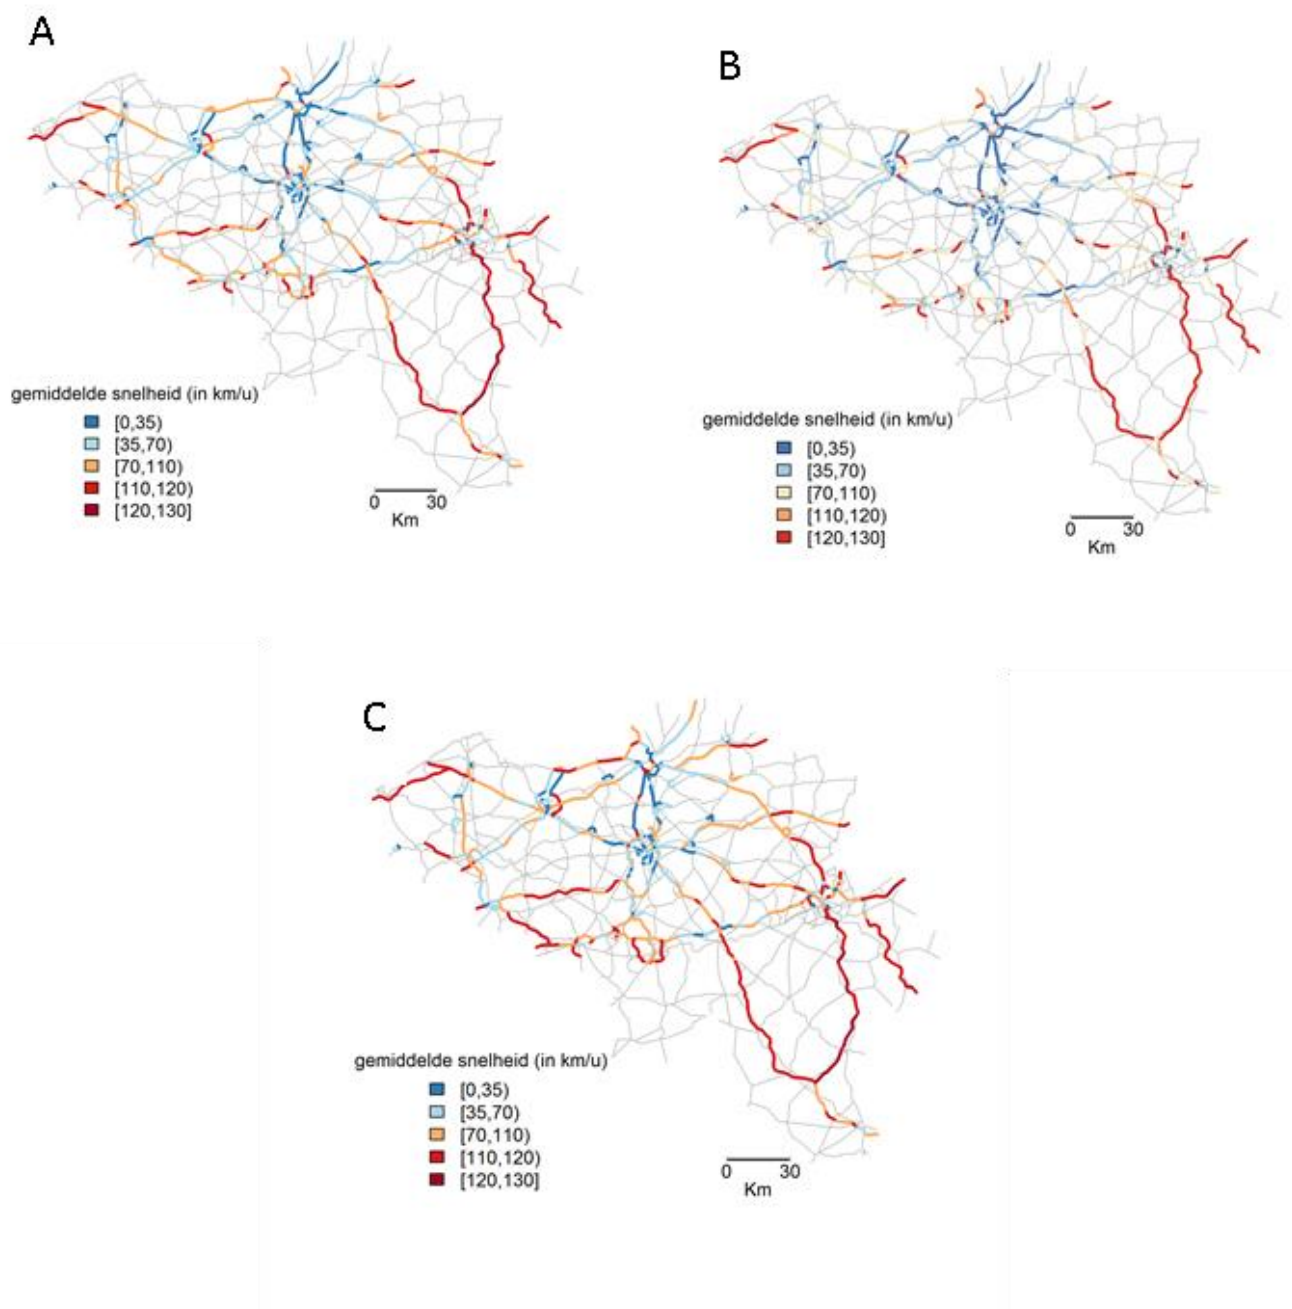 A
gemiddelde snelheid (in km/u)
[0,35)
[35,70)
[70,110)
[110,120)
[120,130]
0 30
Km
B
gemiddelde snelheid (in km/u)
[0,35)
[35,70)
[70,110)
[110,120)
[120,130]
0 30
Km
C
gemiddelde snelheid (in km/u)
[0,35)
[35,70)
[70,110)
[110,120)
[120,130]
0 30
Km